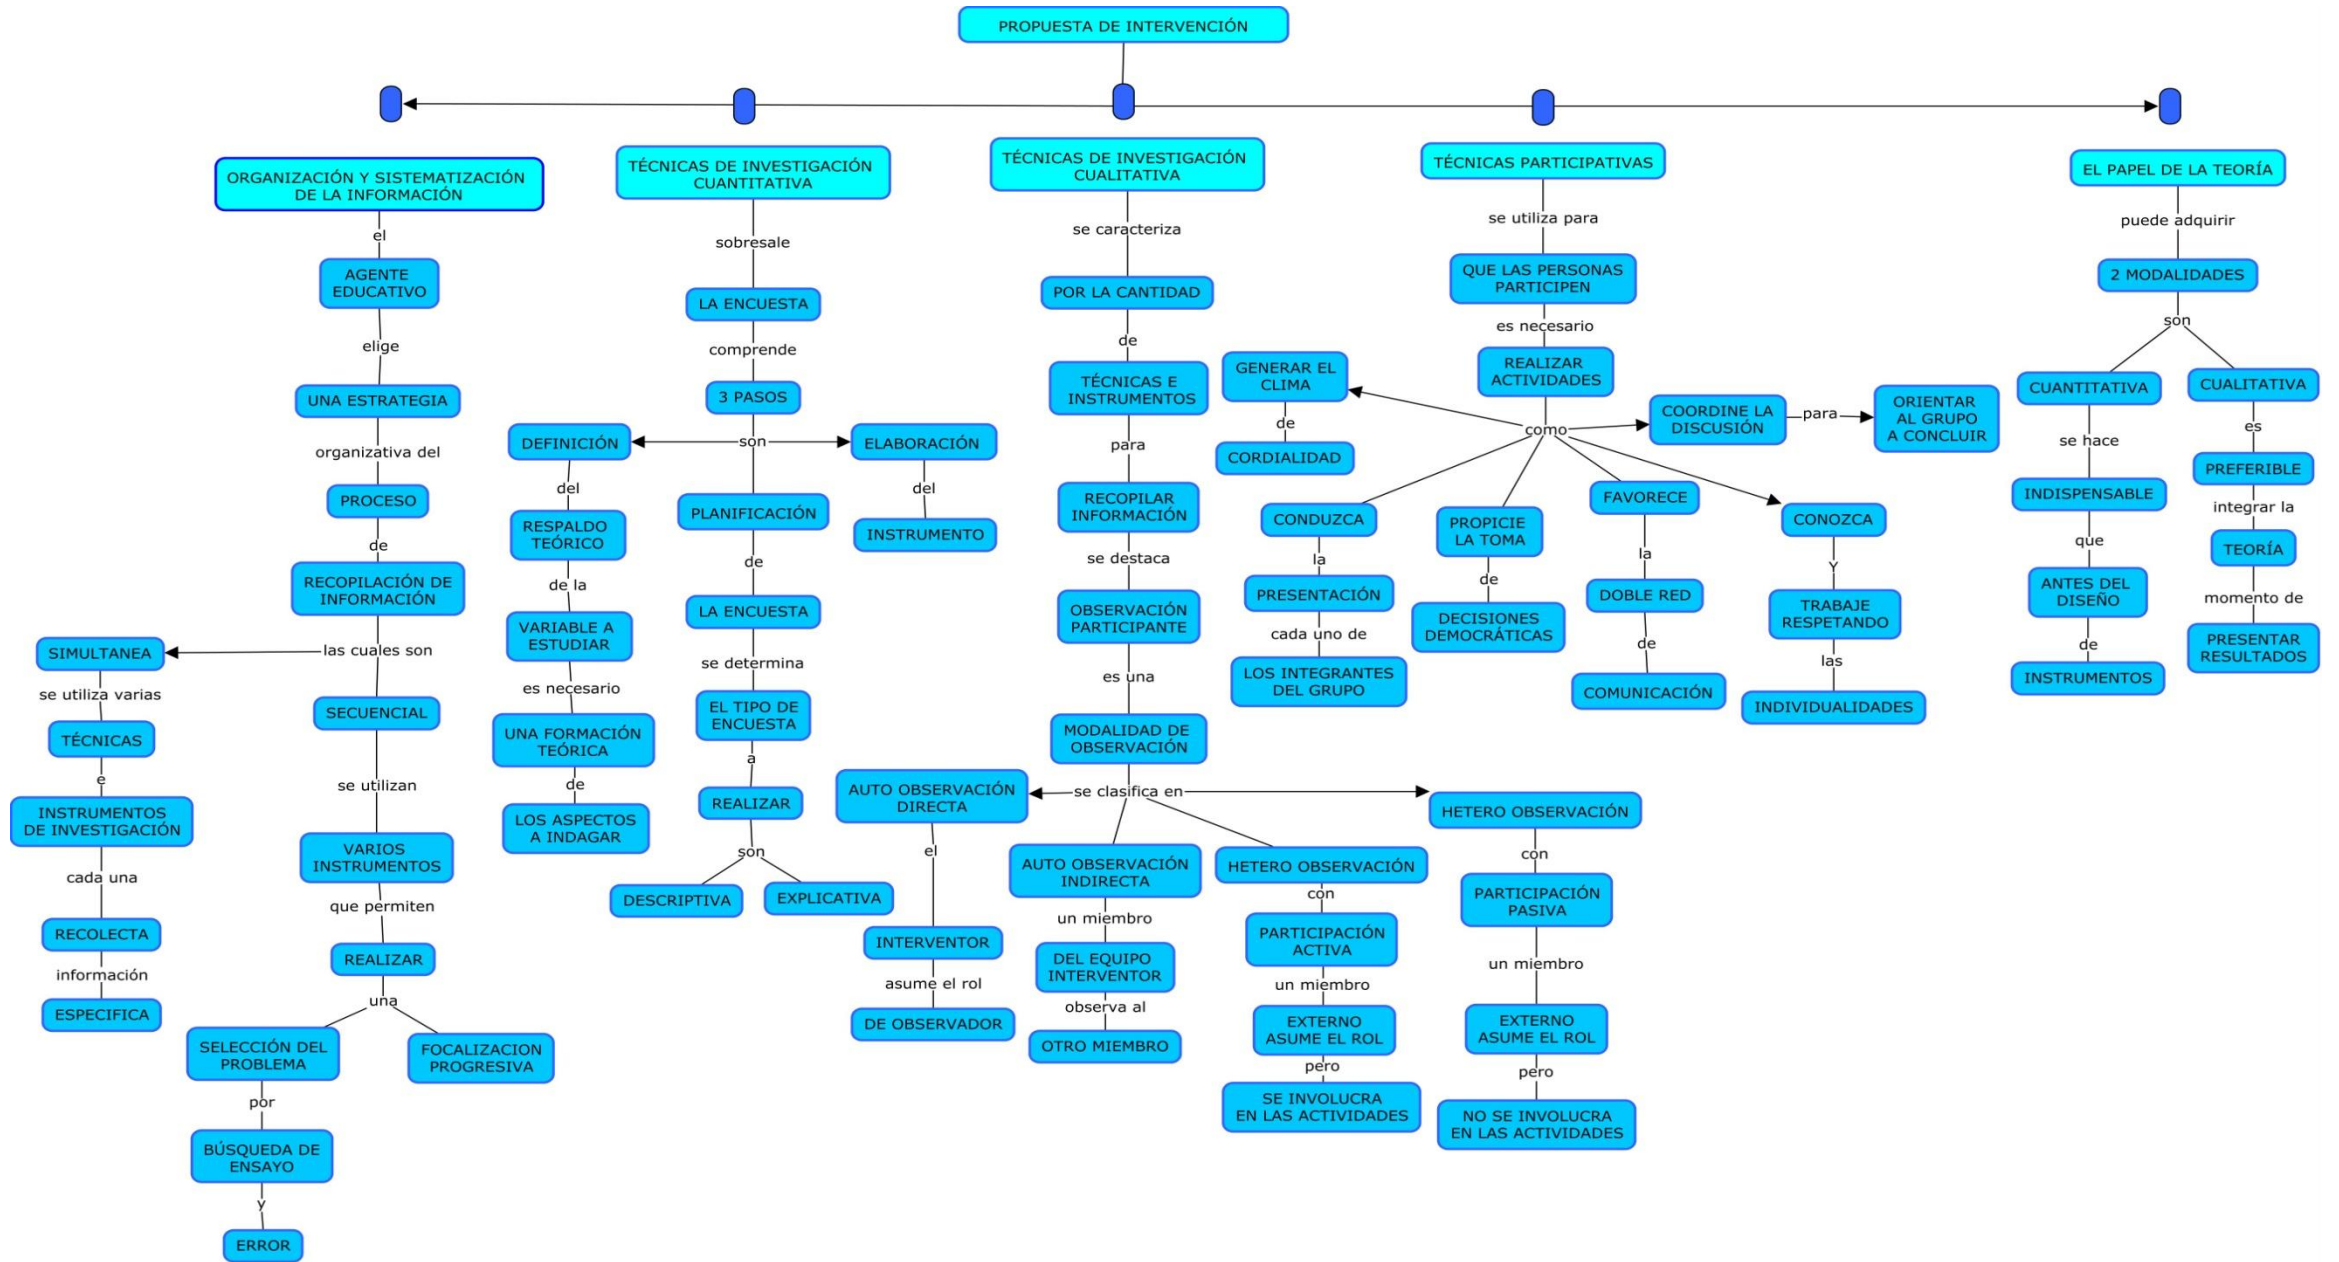 PROPUESTA DE INTERVENCIÓN
ORGANIZACIÓN Y SISTEMATIZACIÓN
DE LA INFORMACIÓN
el
AGENTE
EDUCATIVO
elige
UNA ESTRATEGIA
organizativa del
PROCESO
de
RECOPILACIÓN DE
INFORMACIÓN
las cuales son
SIMULTANEA
se utiliza varias
TÉCNICAS
e
INSTRUMENTOS
DE INVESTIGACIÓN
cada una
RECOLECTA
información
ESPECIFICA
SECUENCIAL
se utilizan
VARIOS
INSTRUMENTOS
que permiten
REALIZAR
una
SELECCIÓN DEL
PROBLEMA
por
BÚSQUEDA DE
ENSAYO
y
ERROR
FOCALIZACION
PROGRESIVA
TÉCNICAS DE INVESTIGACIÓN
CUANTITATIVA
sobresale
LA ENCUESTA
comprende
3 PASOS
son
DEFINICIÓN
del
RESPALDO
TEÓRICO
de la
VARIABLE A
ESTUDIAR
es necesario
UNA FORMACIÓN
TEÓRICA
de
LOS ASPECTOS
A INDAGAR
PLANIFICACIÓN
de
LA ENCUESTA
se determina
EL TIPO DE
ENCUESTA
a
REALIZAR
son
DESCRIPTIVA
EXPLICATIVA
ELABORACIÓN
del
INSTRUMENTO
TÉCNICAS DE INVESTIGACIÓN
CUALITATIVA
se caracteriza
POR LA CANTIDAD
de
TÉCNICAS E
INSTRUMENTOS
para
RECOPILAR
INFORMACIÓN
se destaca
OBSERVACIÓN
PARTICIPANTE
es una
MODALIDAD DE
OBSERVACIÓN
se clasifica en
AUTO OBSERVACIÓN
DIRECTA
el
INTERVENTOR
asume el rol
DE OBSERVADOR
AUTO OBSERVACIÓN
INDIRECTA
un miembro
DEL EQUIPO
INTERVENTOR
observa al
OTRO MIEMBRO
HETERO OBSERVACIÓN
con
PARTICIPACIÓN
ACTIVA
un miembro
EXTERNO
ASUME EL ROL
pero
SE INVOLUCRA
EN LAS ACTIVIDADES
HETERO OBSERVACIÓN
con
PARTICIPACIÓN
PASIVA
un miembro
EXTERNO
ASUME EL ROL
pero
NO SE INVOLUCRA
EN LAS ACTIVIDADES
TÉCNICAS PARTICIPATIVAS
se utiliza para
QUE LAS PERSONAS
PARTICIPEN
es necesario
REALIZAR
ACTIVIDADES
como
GENERAR EL
CLIMA
de
CORDIALIDAD
CONDUZCA
la
PRESENTACIÓN
cada uno de
LOS INTEGRANTES
DEL GRUPO
PROPICIE
LA TOMA
de
DECISIONES
DEMOCRÁTICAS
FAVORECE
la
DOBLE RED
de
COMUNICACIÓN
CONOZCA
Y
TRABAJE
RESPETANDO
las
INDIVIDUALIDADES
COORDINE LA
DISCUSIÓN
para
ORIENTAR
AL GRUPO
A CONCLUIR
EL PAPEL DE LA TEORÍA
puede adquirir
2 MODALIDADES
son
CUANTITATIVA
se hace
INDISPENSABLE
que
ANTES DEL
DISEÑO
de
INSTRUMENTOS
CUALITATIVA
es
PREFERIBLE
integrar la
TEORÍA
momento de
PRESENTAR
RESULTADOS